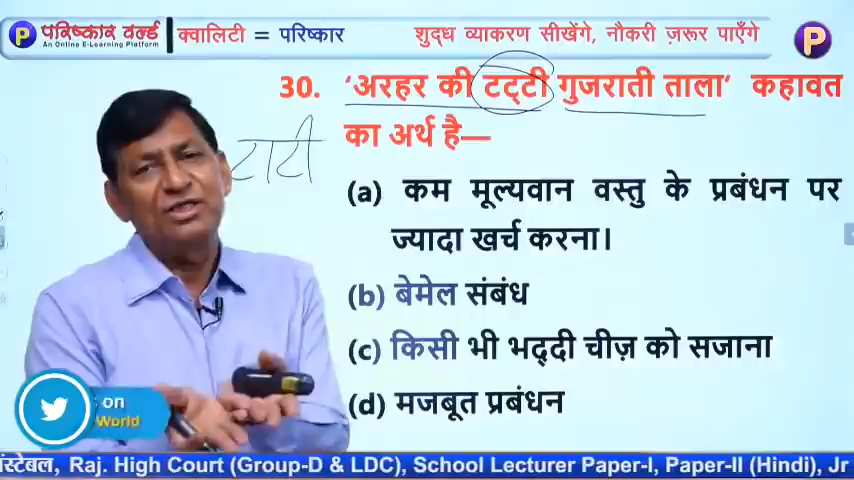 P परिष्कार वर्ल्ड
An Online E-Learning Platform
क्वालिटी = परिष्कार
शुद्ध व्याकरण सीखेंगे, नौकरी ज़रूर पाएँगे
P
30. 'अरहर की टट्टी गुजराती ताला' कहावत
का अर्थ है—
टाटी
(a) कम मूल्यवान वस्तु के प्रबंधन पर
ज्यादा खर्च करना।
(b) बेमेल संबंध
(c) किसी भी भद्दी चीज़ को सजाना
(d) मजबूत प्रबंधन
on
World
Raj. High Court (Group-D & LDC), School Lecturer Paper-I, Paper-II (Hindi), Jr